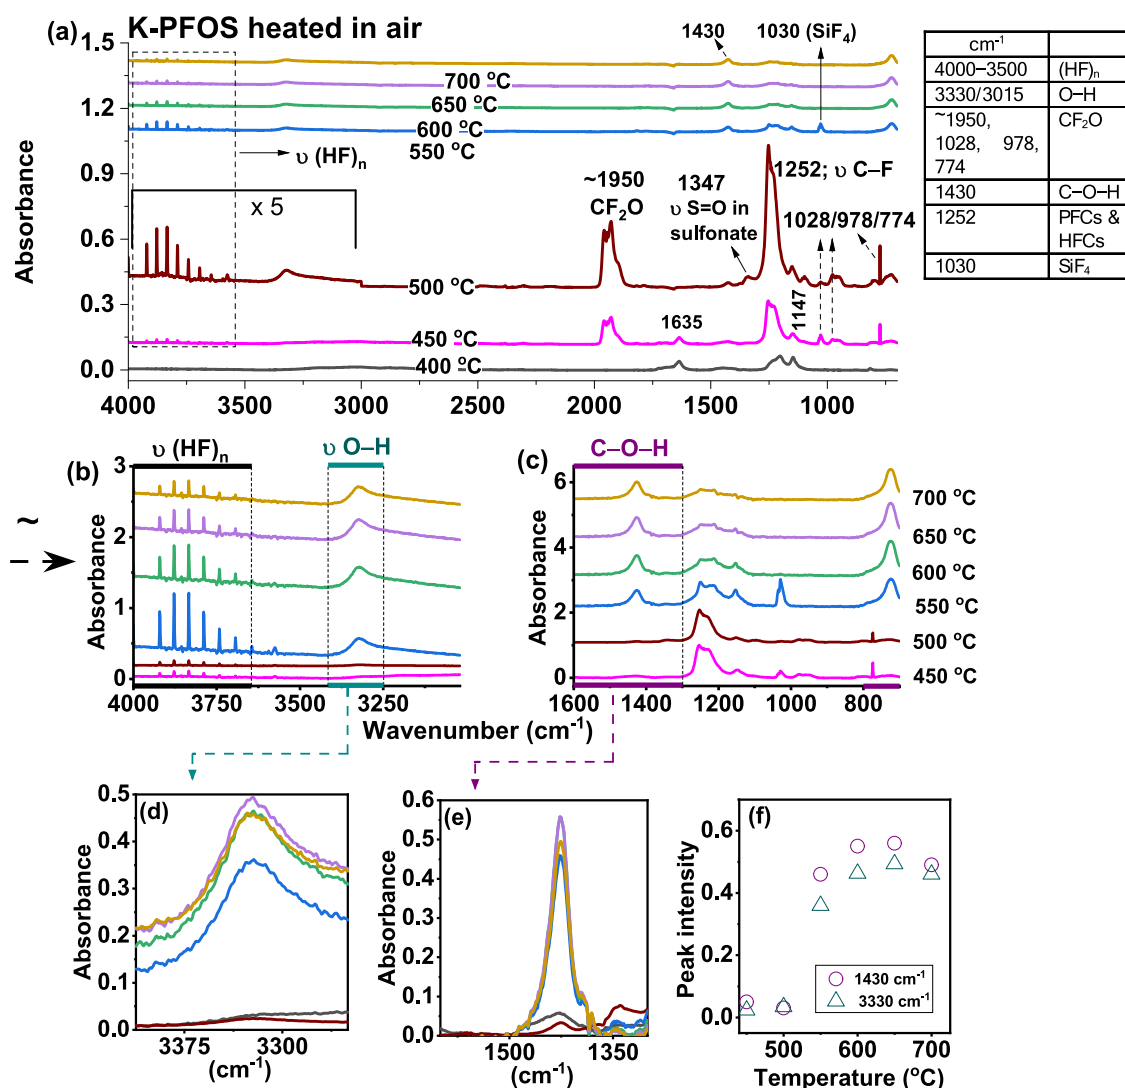 (a) K-PFOS heated in air
1.5
1.2
0.9
0.6
0.3
0.0
Absorbance
1430
1030 (SiF₄)
700 °C
650 °C
600 °C
550 °C
υ (HF)ₙ
x 5
~1950
CF₂O
1347
υ S=O in
sulfonate
1252; υ C–F
1028/978/774
500 °C
1635
1147
450 °C
400 °C
4000 3500 3000 2500 2000 1500 1000
cm⁻¹
4000–3500 (HF)ₙ
3330/3015 O–H
~1950, CF₂O
1028, 978,
774
1430 C–O–H
1252 PFCs &
HFCs
1030 SiF₄
υ (HF)ₙ υ O–H
(b)
3
2
1
0
Absorbance
4000 3750 3500 3250
~
C–O–H
(c)
6
4
2
0
Absorbance
700 °C
650 °C
600 °C
550 °C
500 °C
450 °C
1600 1400 1200 1000 800
Wavenumber (cm⁻¹)
(d)
0.5
0.4
0.3
0.2
0.1
0.0
Absorbance
3375 3300
(cm⁻¹)
(e)
0.6
0.5
0.4
0.3
0.2
0.1
0.0
Absorbance
1500 1350
(cm⁻¹)
(f)
0.6
0.4
0.2
0.0
Peak intensity
1430 cm⁻¹
3330 cm⁻¹
500 600 700
Temperature (°C)